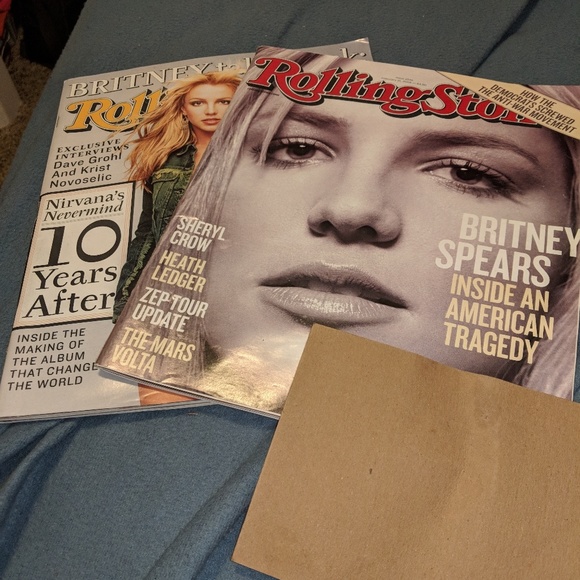 BRITNEY
Rolling
EXCLUSIVE
INTERVIEWS
Dave Grohl
And Krist
Novoselic
Nirvana's
Nevermind
10
Years
After
INSIDE THE
MAKING OF
THE ALBUM
THAT CHANGE
THE WORLD
Rolling Sto
HOW THE
DEMOCRATS SCREWED
THE ANTI-WAR MOVEMENT
SHERYL
CROW
HEATH
LEDGER
ZEP TOUR
UPDATE
THE MARS
VOLTA
BRITNEY
SPEARS
INSIDE AN
AMERICAN
TRAGEDY